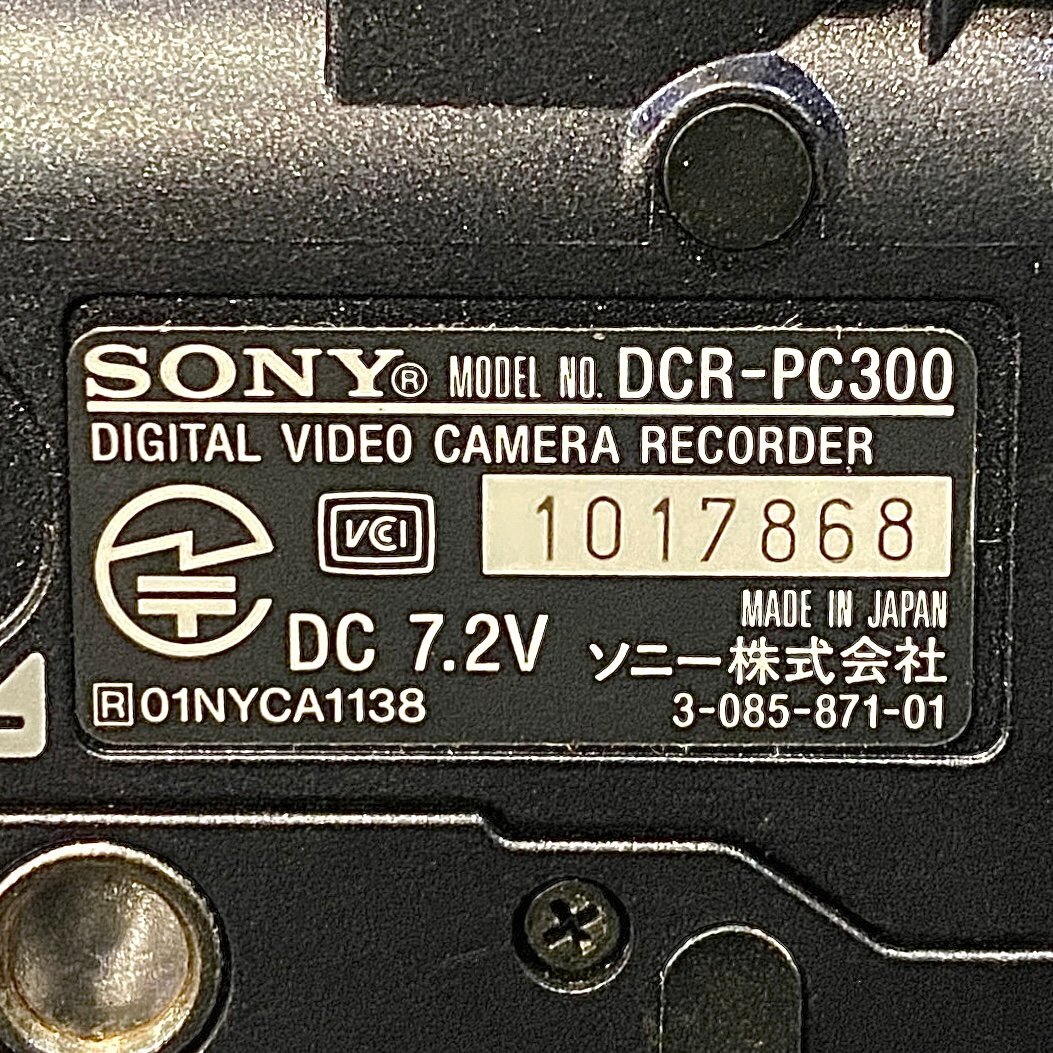 SONY® MODEL NO. DCR-PC300
DIGITAL VIDEO CAMERA RECORDER
VCI 1017868
MADE IN JAPAN
DC 7.2V ソニー株式会社
R 01NYCA1138 3-085-871-01